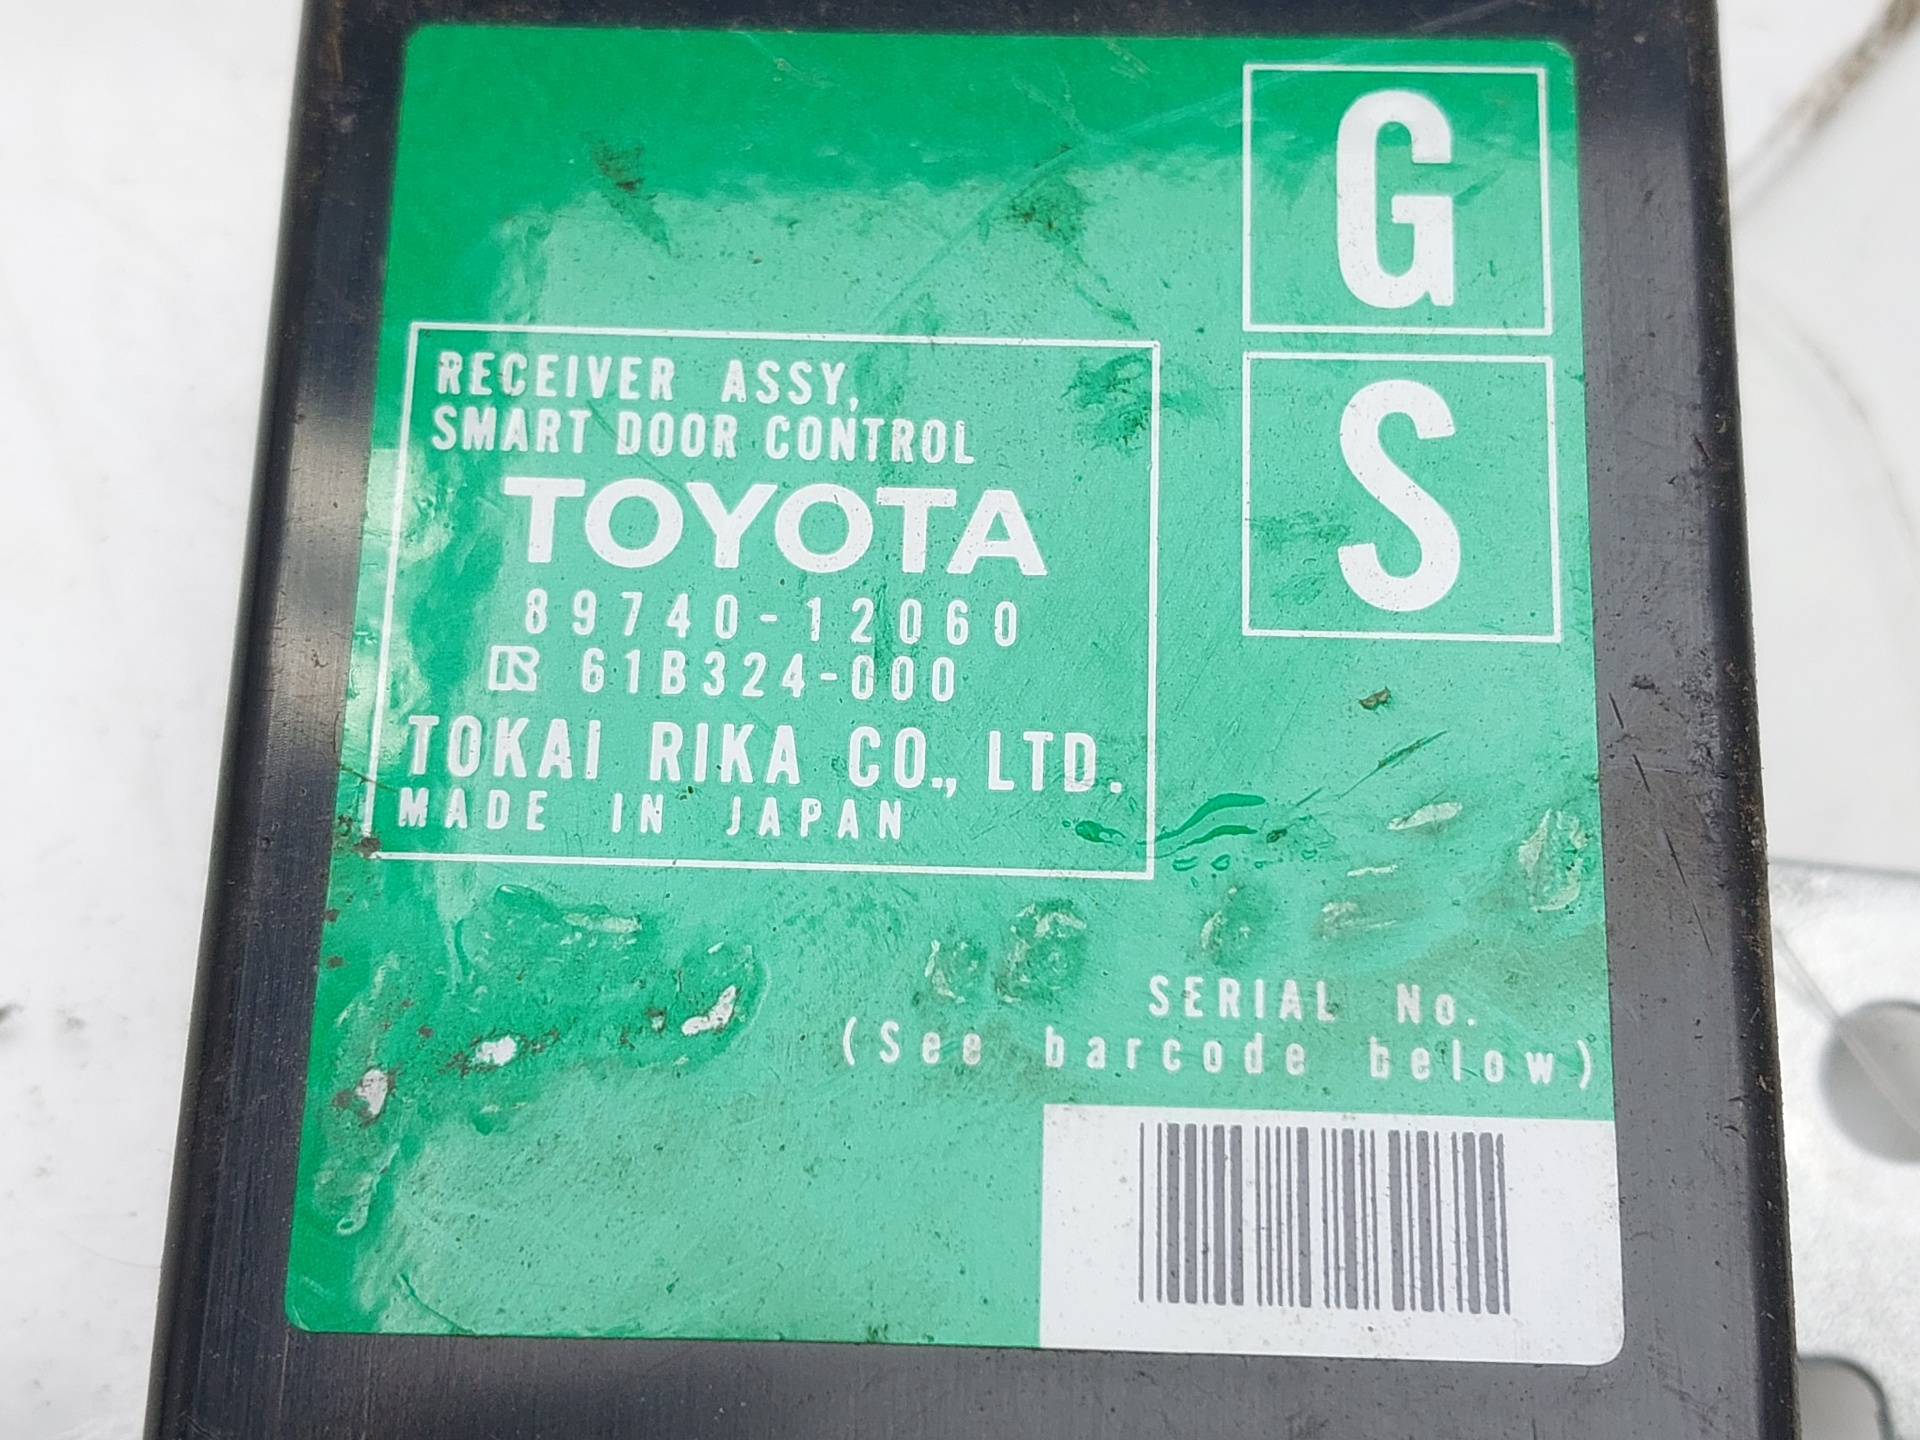 G
S
RECEIVER ASSY,
SMART DOOR CONTROL
TOYOTA
89740-12060
61B324-000
TOKAI RIKA CO., LTD.
MADE IN JAPAN
SERIAL No.
(See barcode below)